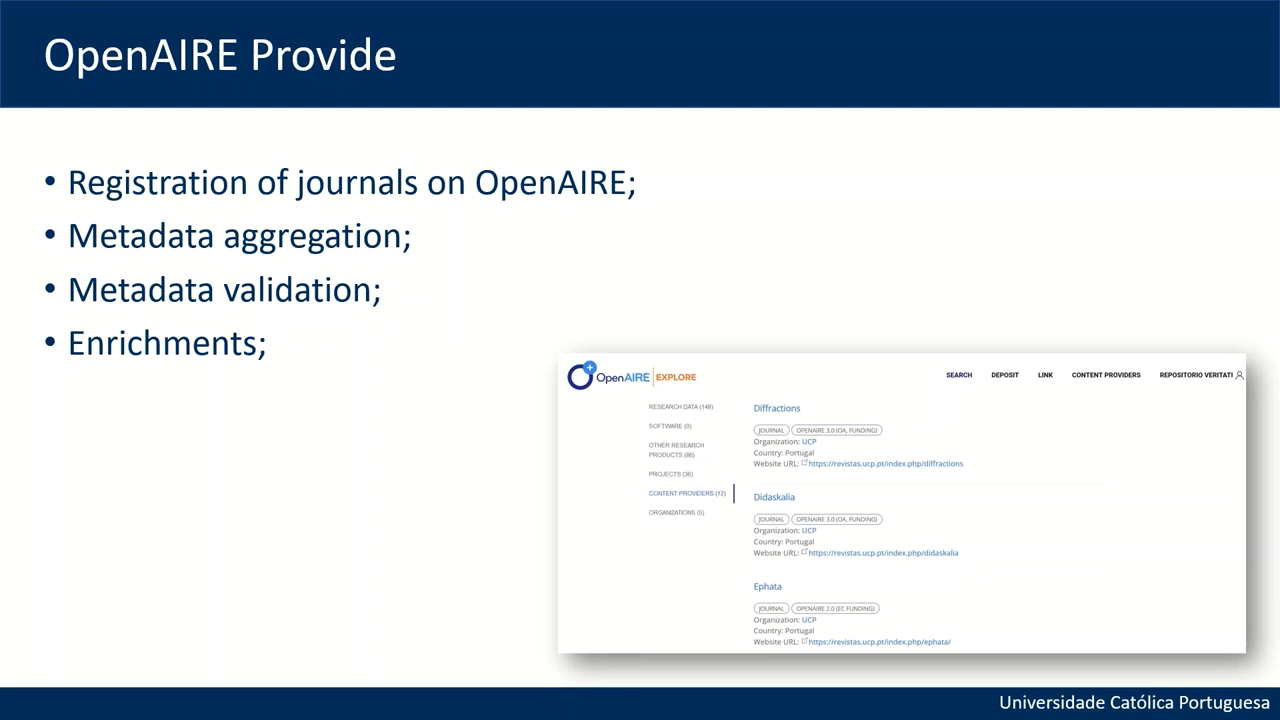 OpenAIRE Provide
• Registration of journals on OpenAIRE;
• Metadata aggregation;
• Metadata validation;
• Enrichments;
OpenAIRE | EXPLORE
SEARCH DEPOSIT LINK CONTENT PROVIDERS REPOSITORIO VERITATI
RESEARCH DATA (148)
SOFTWARE (0)
OTHER RESEARCH
PRODUCTS (86)
PROJECTS (36)
CONTENT PROVIDERS (12)
ORGANIZATIONS (5)
Diffractions
JOURNAL OPENAIRE 3.0 (OA, FUNDING)
Organization: UCP
Country: Portugal
Website URL: https://revistas.ucp.pt/index.php/diffractions
Didaskalia
JOURNAL OPENAIRE 3.0 (OA, FUNDING)
Organization: UCP
Country: Portugal
Website URL: https://revistas.ucp.pt/index.php/didaskalia
Ephata
JOURNAL OPENAIRE 2.0 (EC FUNDING)
Organization: UCP
Country: Portugal
Website URL: https://revistas.ucp.pt/index.php/ephata/
Universidade Católica Portuguesa